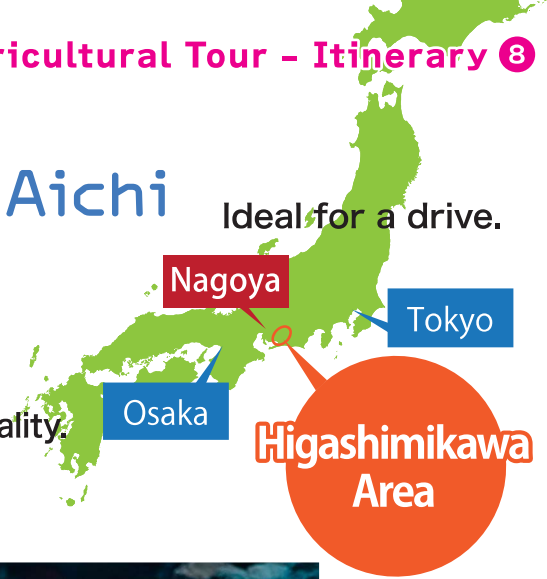 ricultural Tour - Itinerary 8
Aichi
Ideal for a drive.
Nagoya
Tokyo
Osaka
ality.
Higashimikawa
Area